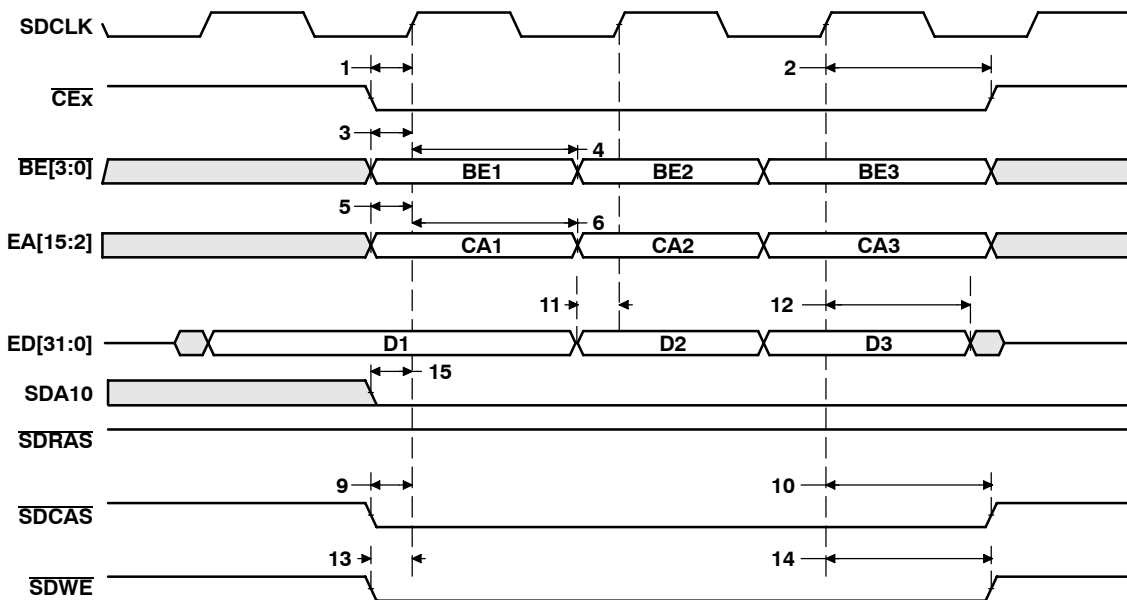 SDCLK
1
2
CEx
3
4
BE[3:0]
BE1
BE2
BE3
5
6
EA[15:2]
CA1
CA2
CA3
11
12
ED[31:0]
D1
D2
D3
15
SDA10
SDRAS
9
10
SDCAS
13
14
SDWE